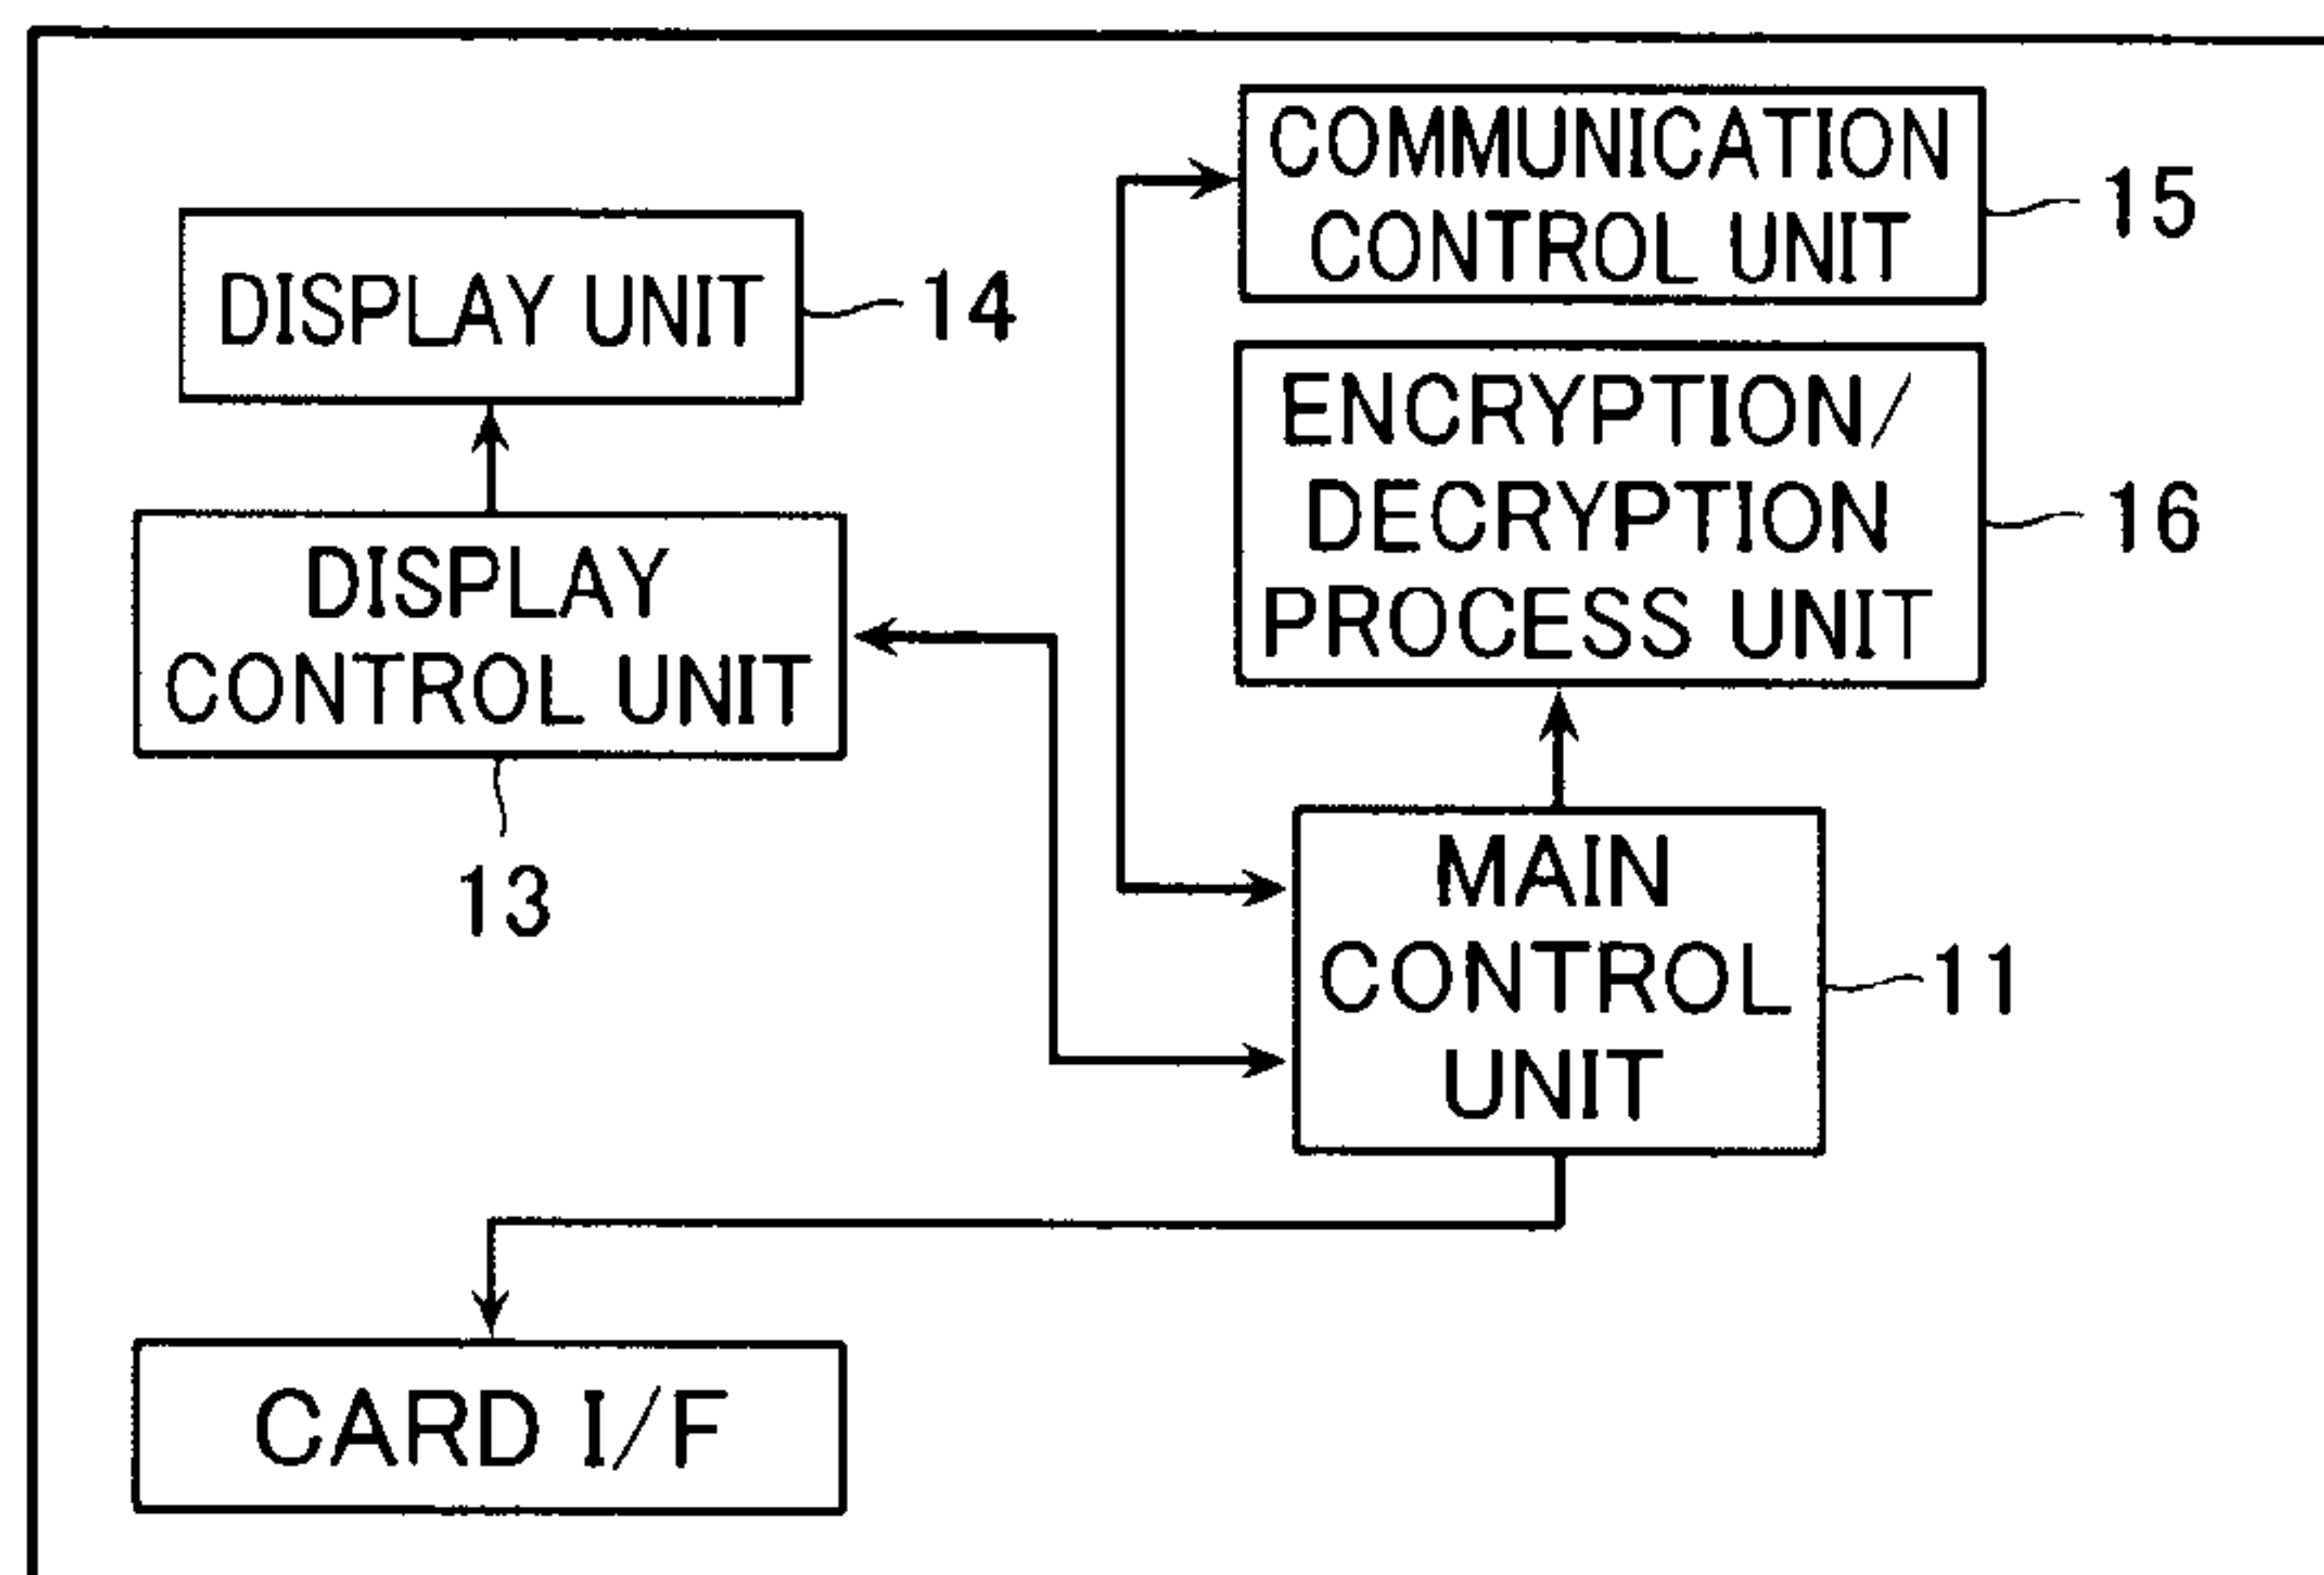 COMMUNICATION
CONTROL UNIT
15
DISPLAY UNIT
14
ENCRYPTION/
DECRYPTION
PROCESS UNIT
16
DISPLAY
CONTROL UNIT
13
MAIN
CONTROL
UNIT
11
CARD I/F